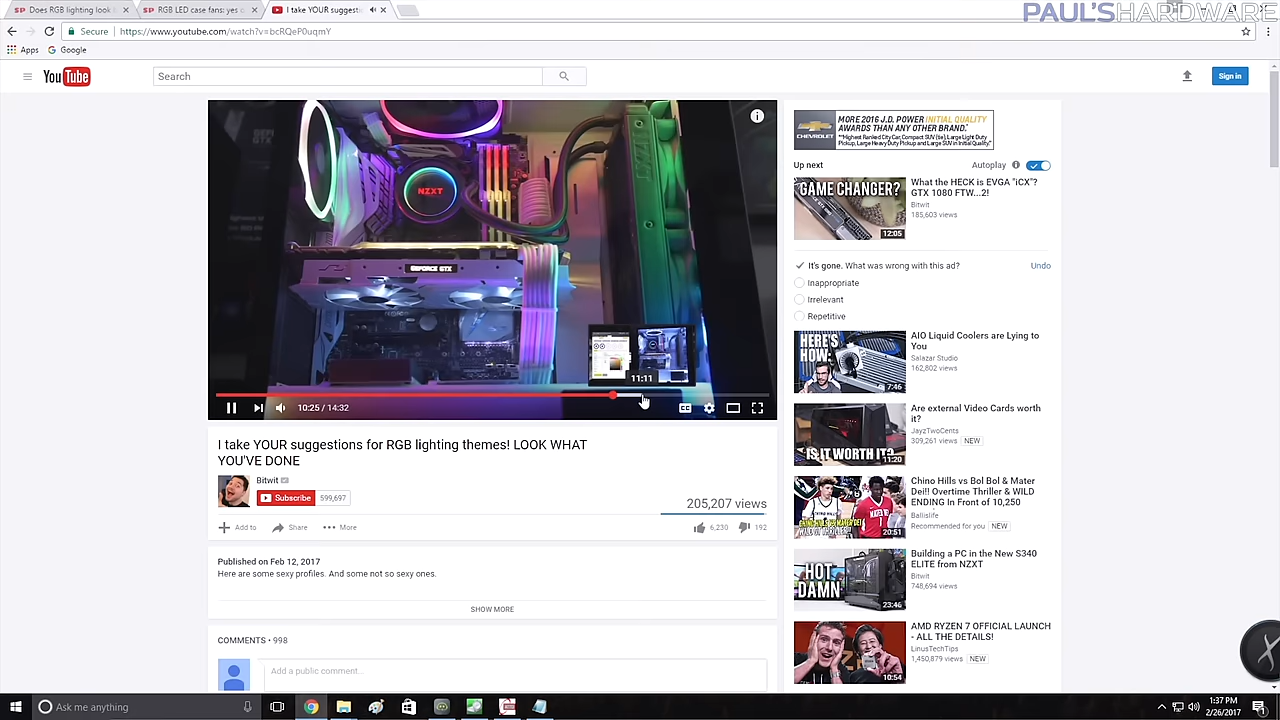 Does RGB lighting look
RGB LED case fans: yes
I take YOUR suggesti
PAUL'SHARDWARE
Secure
https://www.youtube.com/watch?v=bcRQeP0uqmY
Apps
Google
YouTube
Search
Sign in
NZXT
GEFORCE GTX
11:11
10:25 / 14:32
CC
I take YOUR suggestions for RGB lighting themes! LOOK WHAT
YOU'VE DONE
Bitwit
Subscribe
599,697
205,207 views
Add to
Share
More
6,230
192
Published on Feb 12, 2017
Here are some sexy profiles. And some not so sexy ones.
SHOW MORE
COMMENTS • 998
Add a public comment...
CHEVROLET
MORE 2016 J.D. POWER INITIAL QUALITY
AWARDS THAN ANY OTHER BRAND.*
Up next
Autoplay
GAME CHANGER?
12:05
What the HECK is EVGA "iCX"?
GTX 1080 FTW...2!
Bitwit
185,603 views
It's gone. What was wrong with this ad?
Undo
Inappropriate
Irrelevant
Repetitive
HERE'S
HOW:
7:46
AIO Liquid Coolers are Lying to
You
Salazar Studio
162,802 views
IS IT WORTH IT?
11:20
Are external Video Cards worth
it?
JayzTwoCents
309,261 views NEW
20:51
Chino Hills vs Bol Bol & Mater
Dei!! Overtime Thriller & WILD
ENDING In Front of 10,250
Ballislife
Recommended for you NEW
HOT
DAMN
23:46
Building a PC in the New S340
ELITE from NZXT
Bitwit
748,694 views
10:54
AMD RYZEN 7 OFFICIAL LAUNCH
- ALL THE DETAILS!
LinusTechTips
1,450,879 views NEW
Ask me anything
1:37 PM
2/26/2017